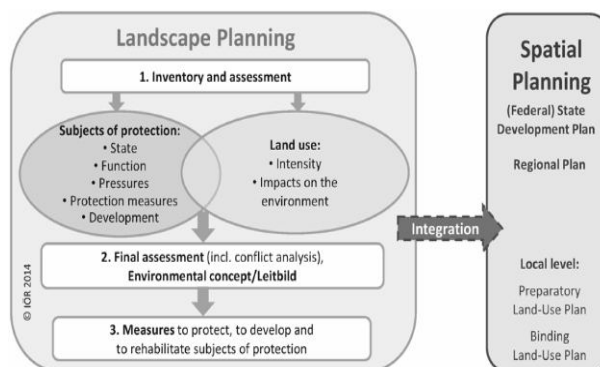 Landscape Planning
1. Inventory and assessment
Subjects of protection:
• State
• Function
• Pressures
• Protection measures
• Development
Land use:
• Intensity
• Impacts on the
environment
2. Final assessment (incl. conflict analysis),
Environmental concept/Leitbild
3. Measures to protect, to develop and
to rehabilitate subjects of protection
© IOR 2014
Integration
Spatial
Planning
(Federal) State
Development Plan
Regional Plan
Local level:
Preparatory
Land-Use Plan
Binding
Land-Use Plan